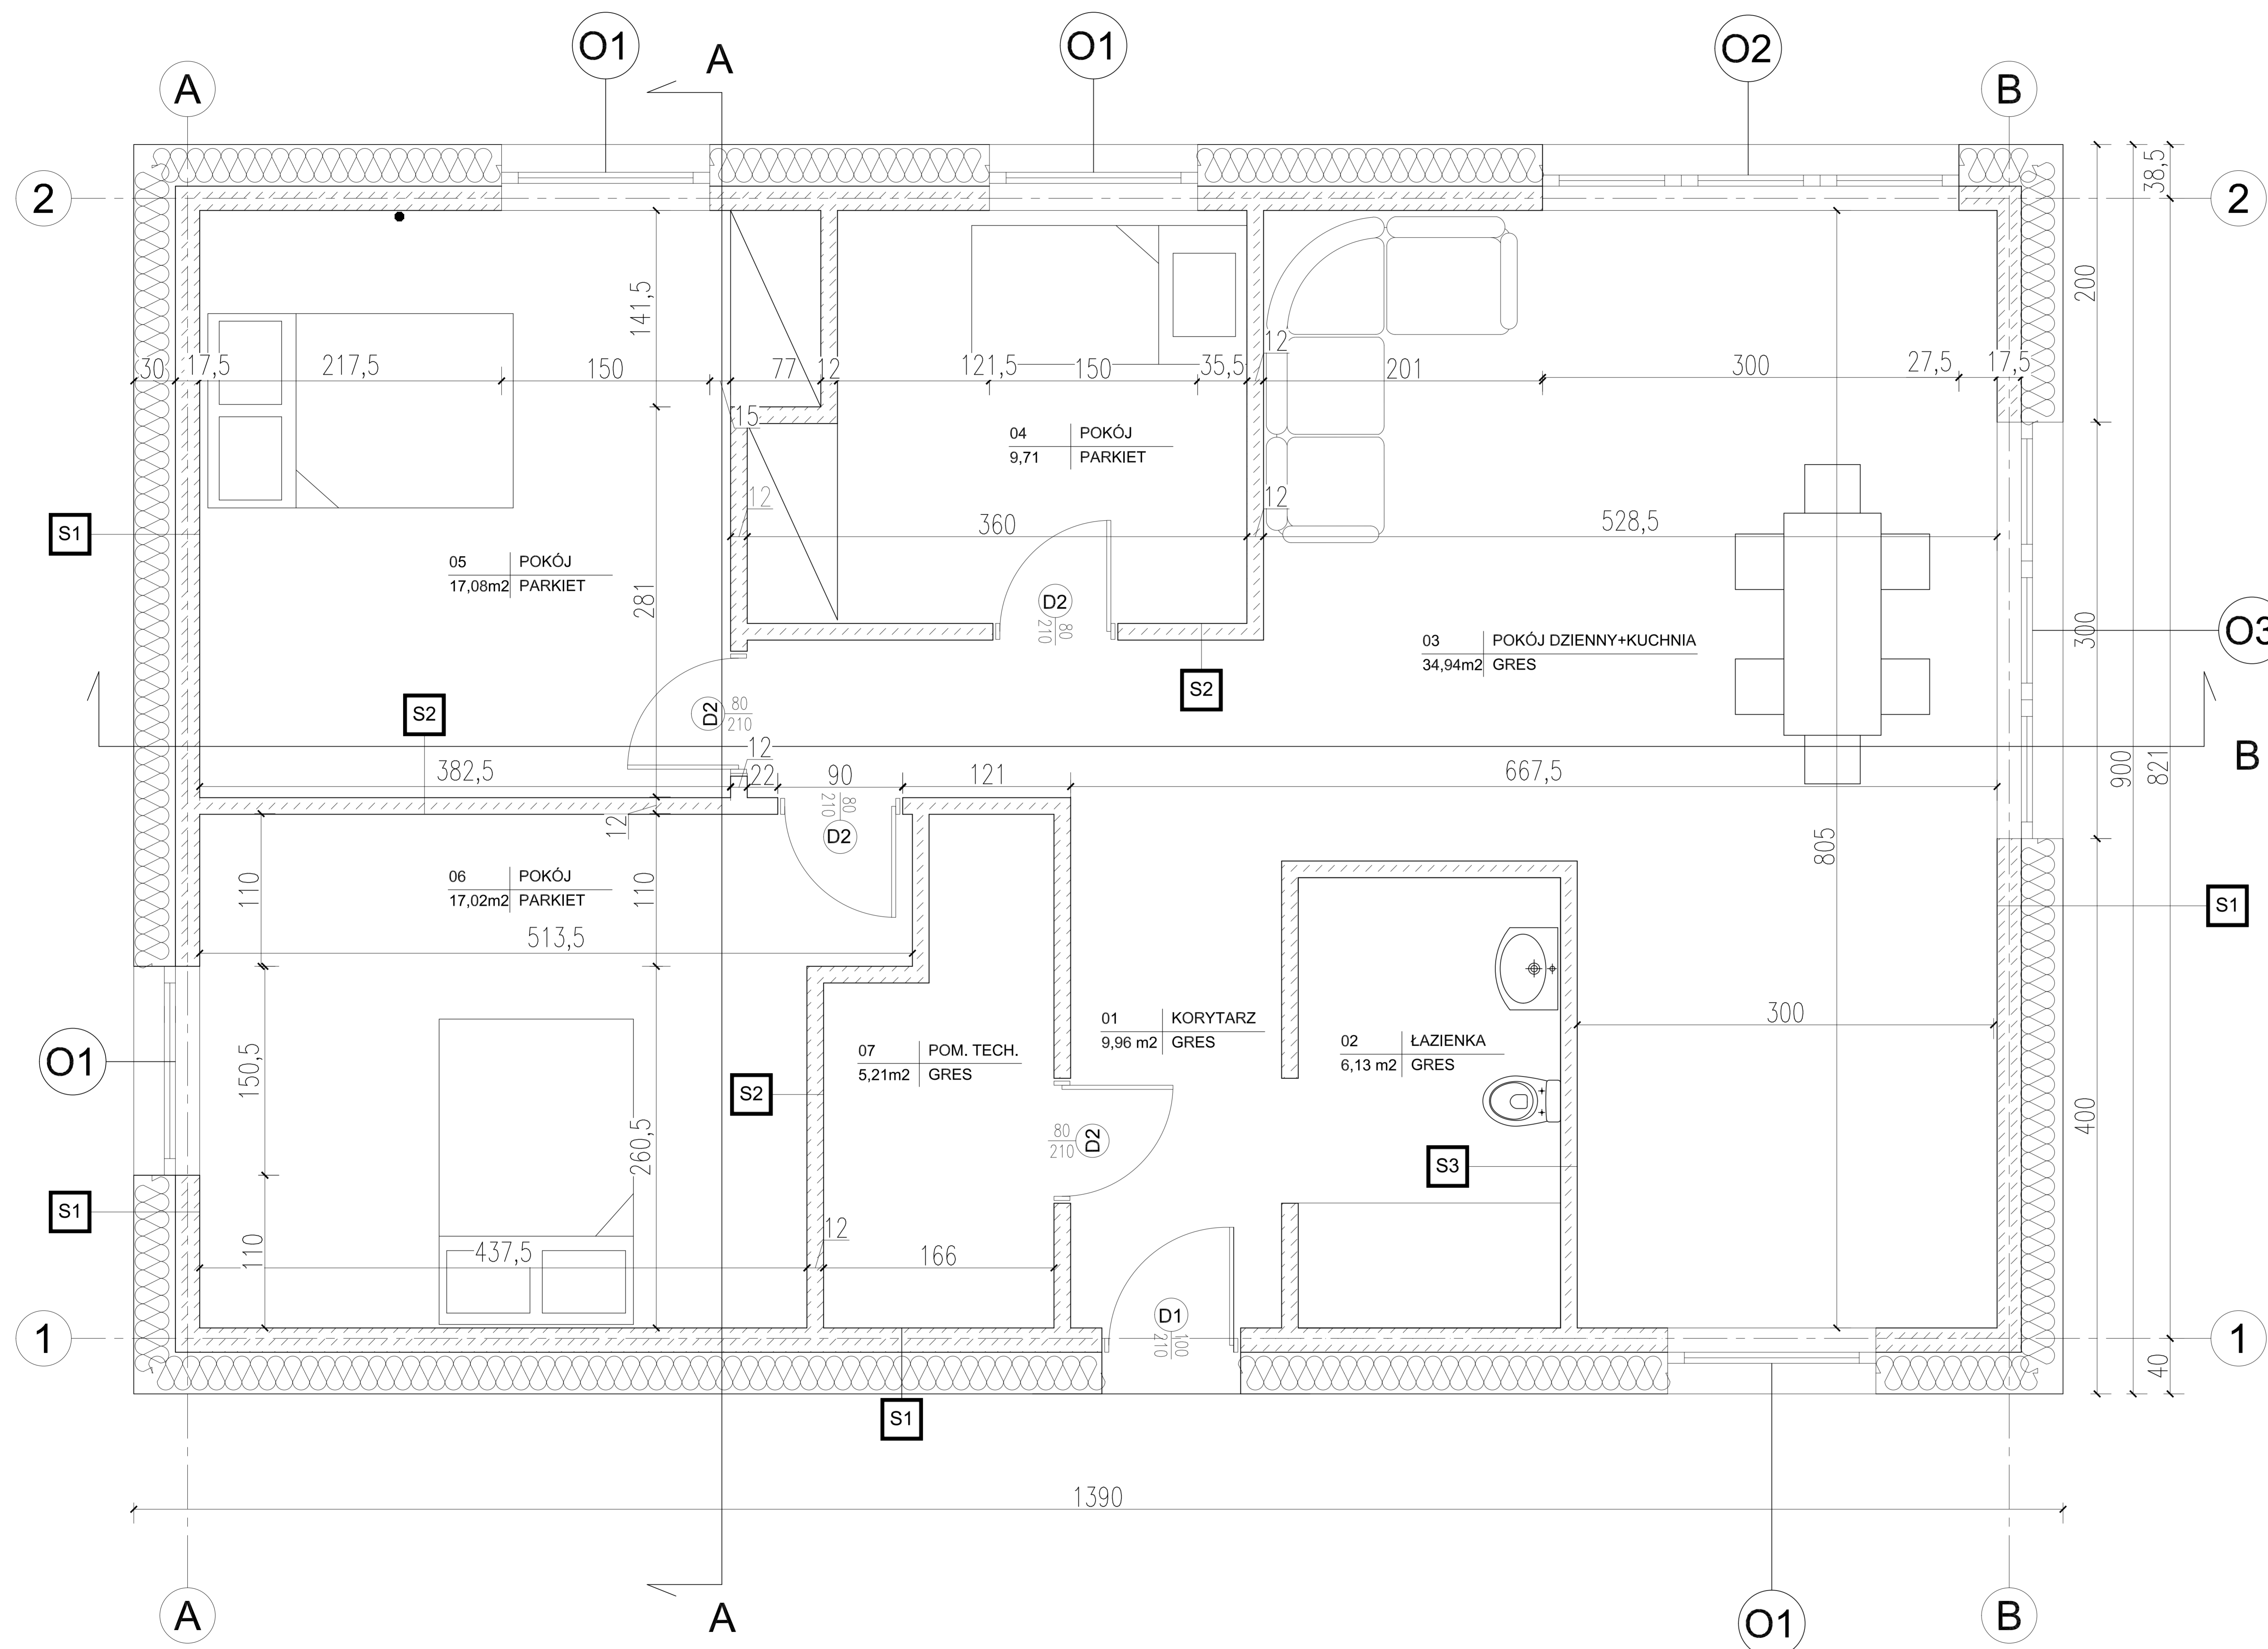 O1
A
O1
O2
A
B
2
2
38,5
200
141,5
30
17,5
217,5
150
77
12
121,5
150
35,5
12
201
300
27,5
17,5
15
04 POKÓJ
9,71 PARKIET
12
12
360
528,5
S1
05 POKÓJ
17,08m2 PARKIET
281
D2
80
210
03 POKÓJ DZIENNY+KUCHNIA
34,94m2 GRES
300
O3
S2
S2
D2
80
210
900
821
B
12
382,5
22
90
121
667,5
80
210
D2
12
805
06 POKÓJ
17,02m2 PARKIET
110
110
S1
513,5
01 KORYTARZ
9,96 m2 GRES
300
02 ŁAZIENKA
6,13 m2 GRES
07 POM. TECH.
5,21m2 GRES
O1
150,5
S2
400
80
210
D2
260,5
S3
S1
110
12
437,5
166
D1
100
210
1
1
40
S1
1390
A
A
B
O1